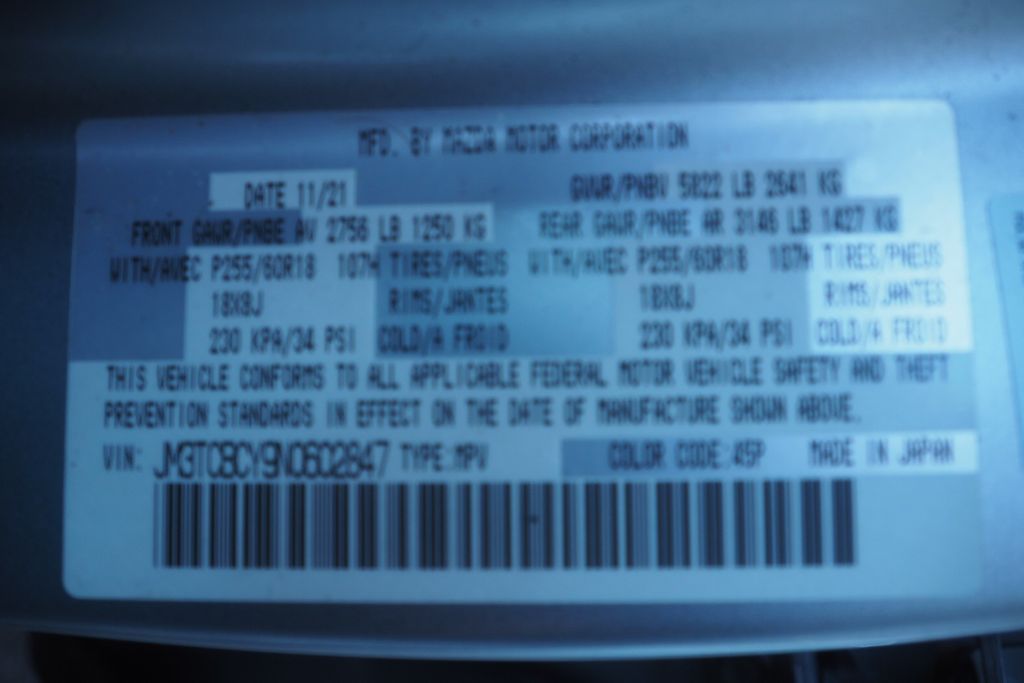 MFD. BY MAZDA MOTOR CORPORATION
DATE 11/21 GVWR/PNBV 5822 LB 2641 KG
FRONT GAWR/PNBE AV 2756 LB 1250 KG REAR GAWR/PNBE AR 3146 LB 1427 KG
WITH/AVEC P255/60R18 107H TIRES/PNEUS WITH/AVEC P255/60R18 107H TIRES/PNEUS
18X8J RIMS/JANTES 18X8J RIMS/JANTES
230 KPA/34 PSI COLD/A FROID 230 KPA/34 PSI COLD/A FROID
THIS VEHICLE CONFORMS TO ALL APPLICABLE FEDERAL MOTOR VEHICLE SAFETY AND THEFT
PREVENTION STANDARDS IN EFFECT ON THE DATE OF MANUFACTURE SHOWN ABOVE.
VIN: JM3TCBCY9N0602847 TYPE:MPV COLOR CODE:45P MADE IN JAPAN